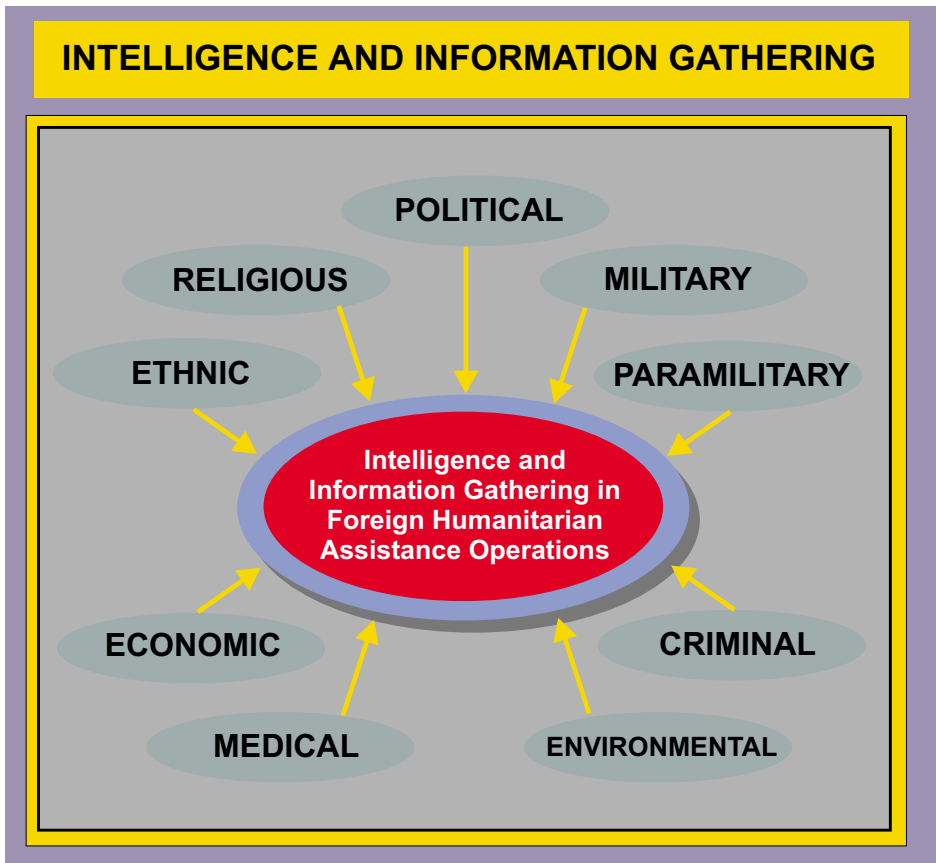 INTELLIGENCE AND INFORMATION GATHERING
POLITICAL
RELIGIOUS
MILITARY
ETHNIC
PARAMILITARY
Intelligence and
Information Gathering in
Foreign Humanitarian
Assistance Operations
ECONOMIC
CRIMINAL
MEDICAL
ENVIRONMENTAL